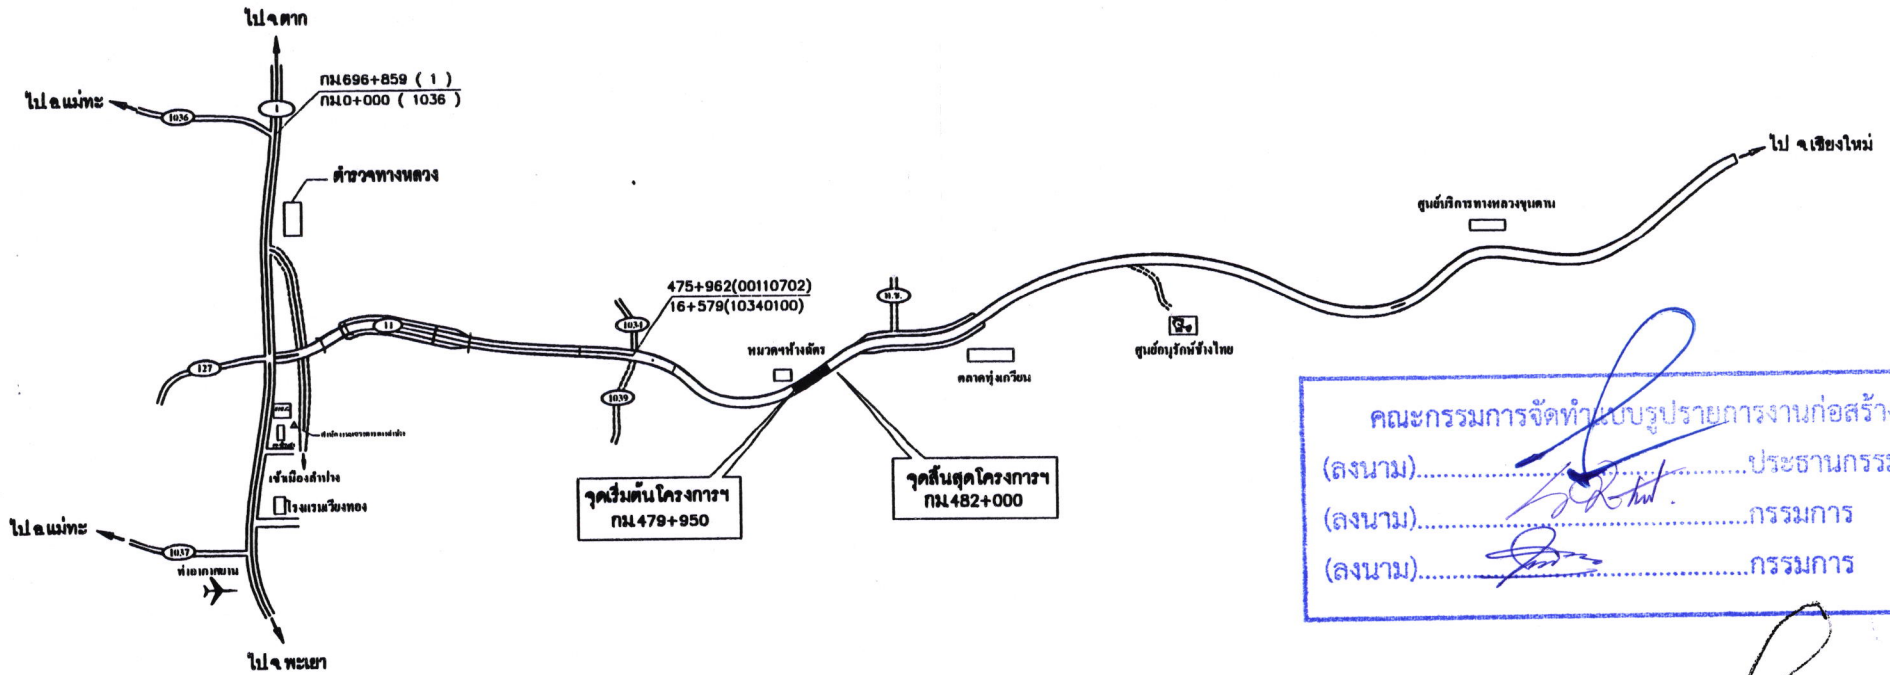 ไป จ.ตาก
กม.696+859 ( 1 )
กม.0+000 ( 1036 )
ไป อ.แม่ทะ
1036
1
ตำรวจทางหลวง
ไป จ.เชียงใหม่
ศูนย์บริการทางหลวงขุนตาน
475+962(00110702)
16+579(10340100)
ท.ช.
11
1034
หมวดฯห้างฉัตร
ศูนย์อนุรักษ์ช้างไทย
ตลาดทุ่งเกวียน
127
1039
เข้าเมืองลำปาง
โรงแรมเวียงทอง
จุดเริ่มต้นโครงการฯ
กม.479+950
จุดสิ้นสุดโครงการฯ
กม.482+000
ไป อ.แม่ทะ
1037
ท่าอากาศยาน
ไป จ.พะเยา
คณะกรรมการจัดทำแบบรูปรายการงานก่อสร้าง
(ลงนาม)..........ประธานกรรม
(ลงนาม)..........กรรมการ
(ลงนาม)..........กรรมการ